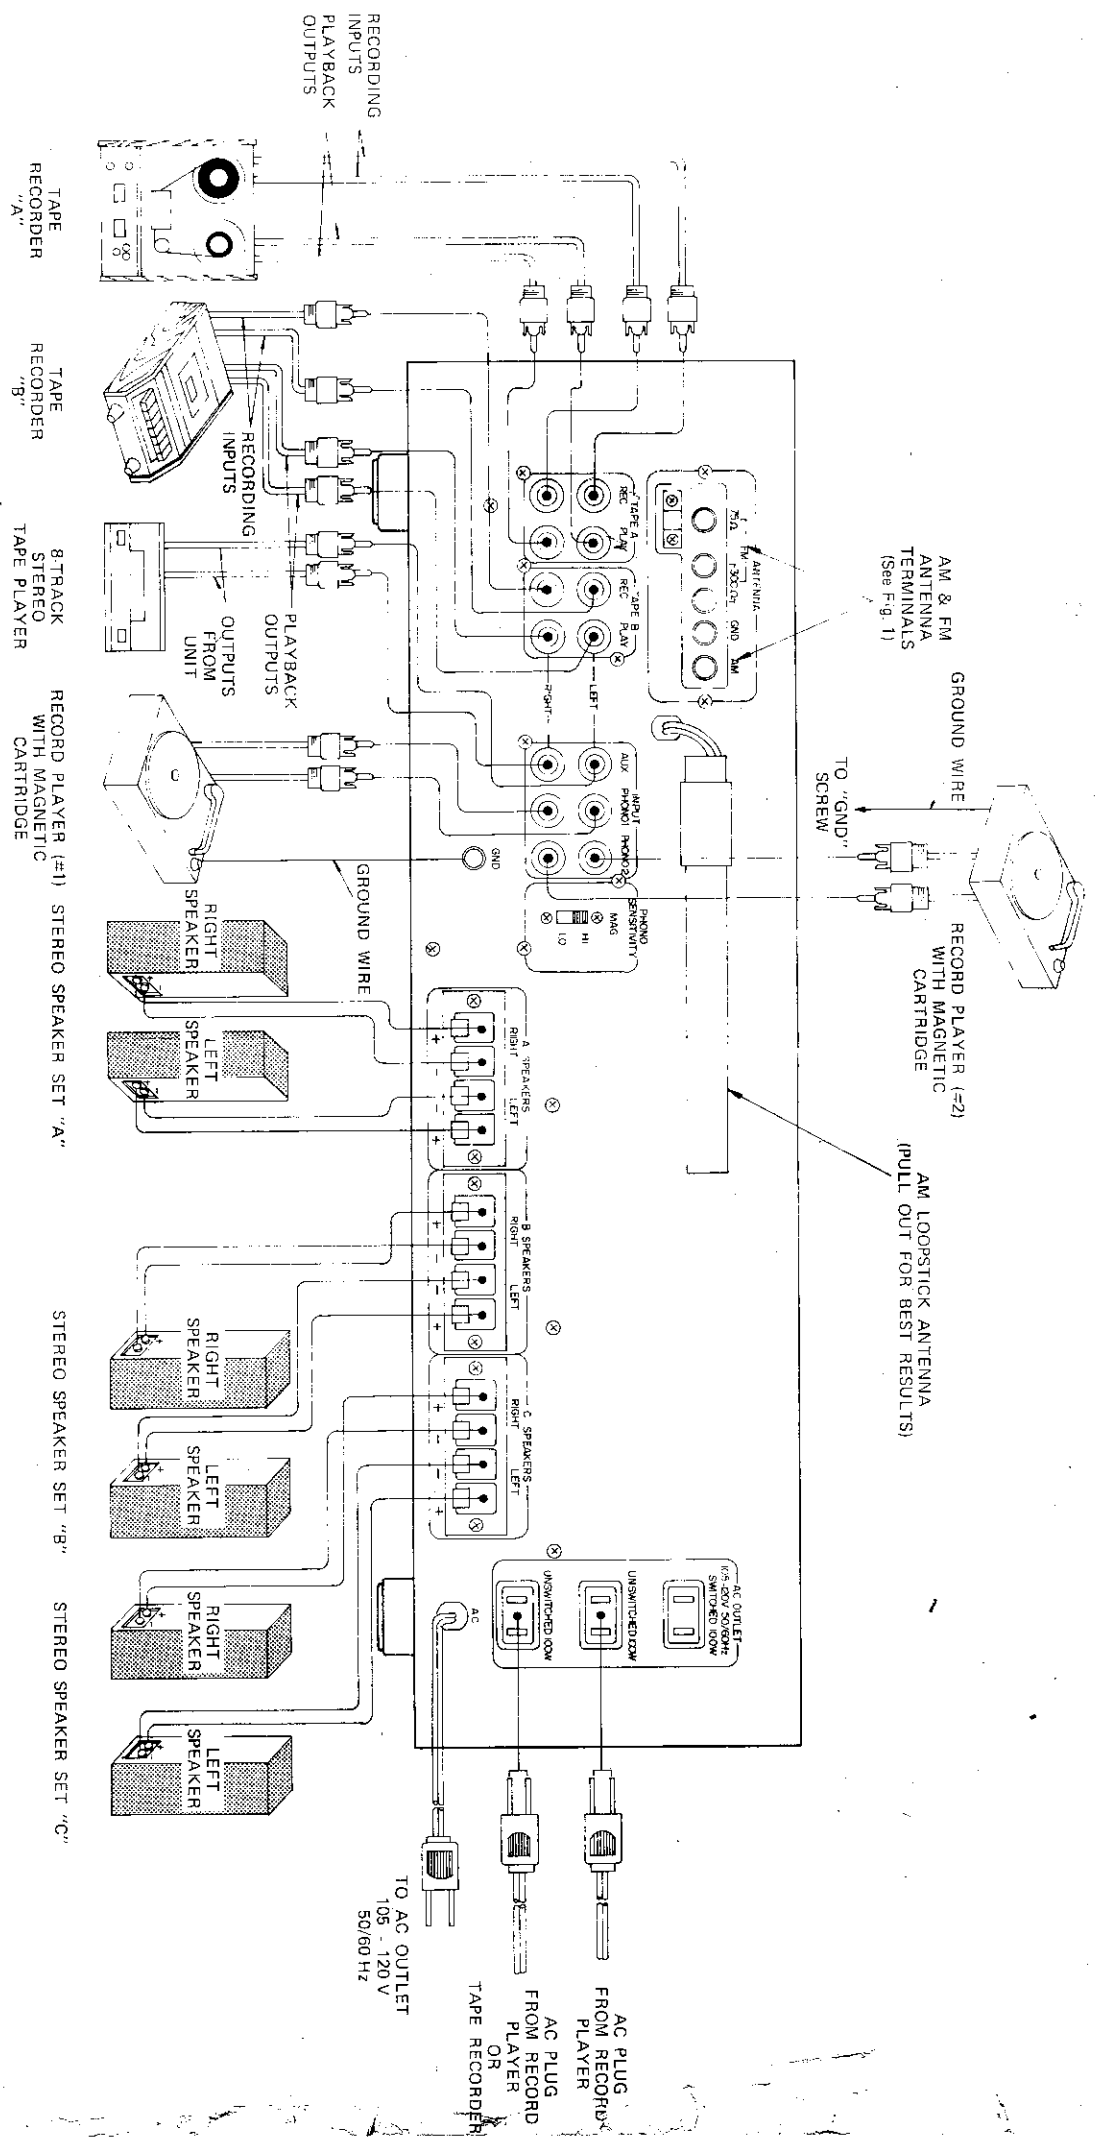 RECORDING
INPUTS
PLAYBACK
OUTPUTS
AM & FM
ANTENNA
TERMINALS
(See Fig. 1)
GROUND WIRE
TO "GND"
SCREW
RECORD PLAYER (#2)
WITH MAGNETIC
CARTRIDGE
AM LOOPSTICK ANTENNA
(PULL OUT FOR BEST RESULTS)
ANTENNA
FM
75Ω
300Ω
GND
AM
TAPE A
REC
PLAY
TAPE B
REC
PLAY
LEFT
RIGHT
INPUT
AUX
PHONO1
PHONO2
GND
PHONO
SENSITIVITY
MAG
HI
LO
A SPEAKERS
RIGHT
LEFT
+ - - +
B SPEAKERS
RIGHT
LEFT
+ - - +
C SPEAKERS
RIGHT
LEFT
+ - - +
AC OUTLET
105-120V 50/60Hz
SWITCHED 100W
UNSWITCHED 100W
UNSWITCHED 100W
AC
AC PLUG
FROM RECORD
PLAYER
AC PLUG
FROM RECORD
PLAYER
OR
TAPE RECORDER
TO AC OUTLET
105 - 120 V
50/60 Hz
RECORDING
INPUTS
PLAYBACK
OUTPUTS
OUTPUTS
FROM
UNIT
GROUND WIRE
TAPE
RECORDER
"A"
TAPE
RECORDER
"B"
8-TRACK
STEREO
TAPE PLAYER
RECORD PLAYER (#1)
WITH MAGNETIC
CARTRIDGE
RIGHT
SPEAKER
LEFT
SPEAKER
STEREO SPEAKER SET "A"
RIGHT
SPEAKER
LEFT
SPEAKER
STEREO SPEAKER SET "B"
RIGHT
SPEAKER
LEFT
SPEAKER
STEREO SPEAKER SET "C"